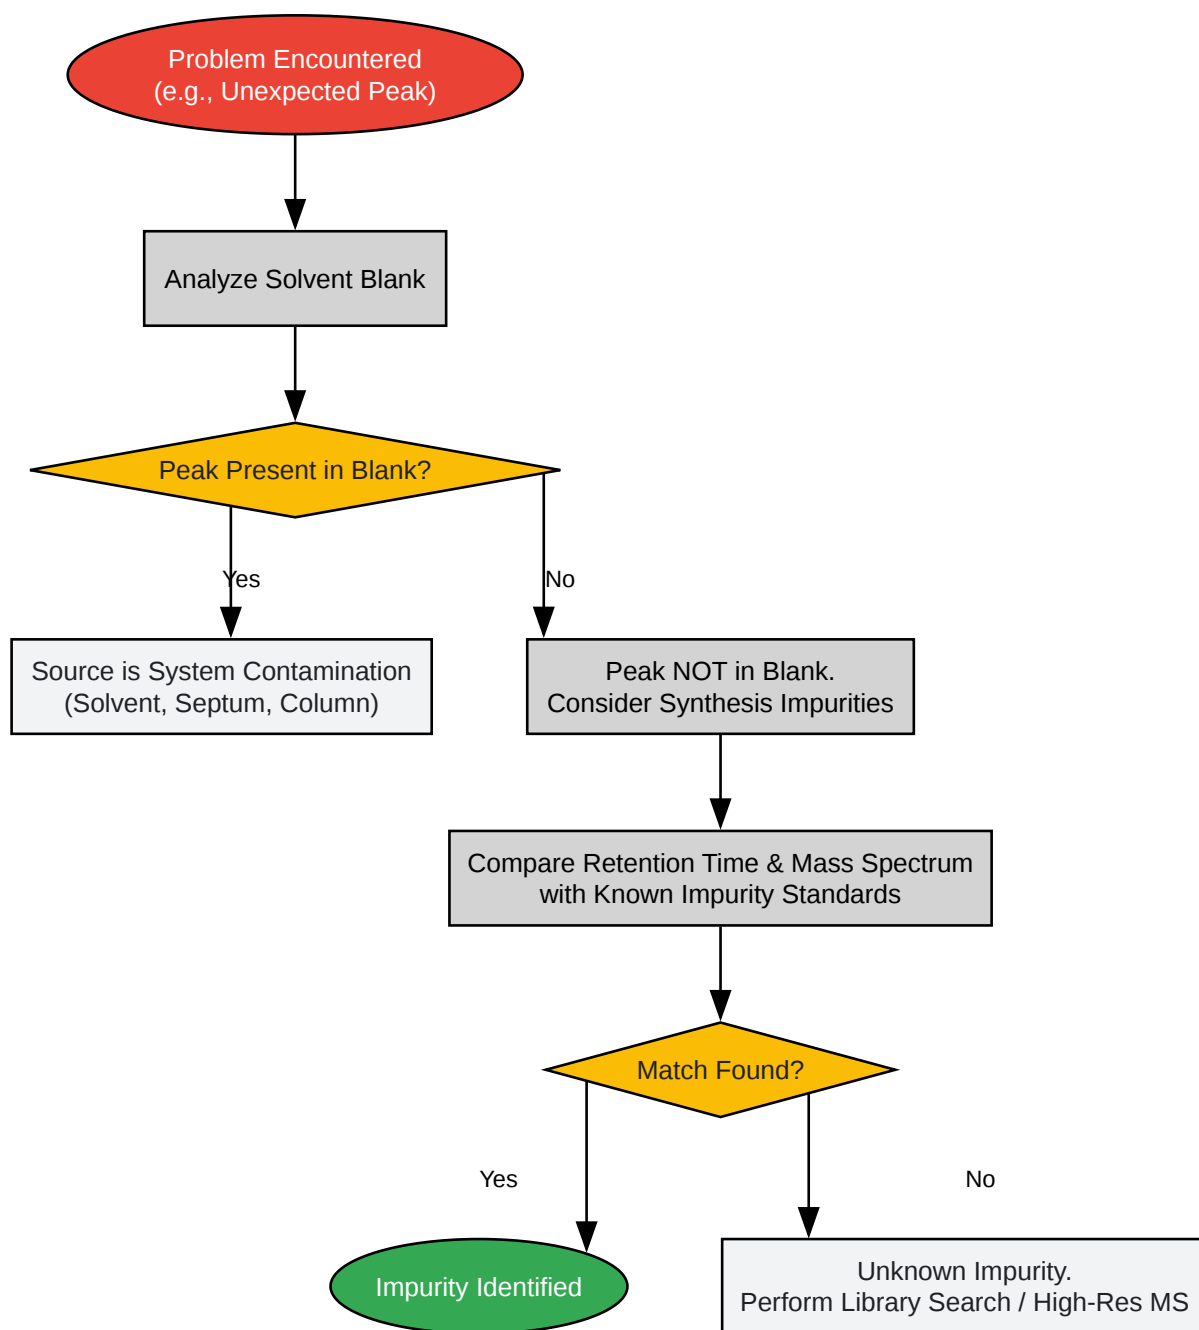 Problem Encountered
(e.g., Unexpected Peak)
Analyze Solvent Blank
Peak Present in Blank?
Yes
No
Source is System Contamination
(Solvent, Septum, Column)
Peak NOT in Blank.
Consider Synthesis Impurities
Compare Retention Time & Mass Spectrum
with Known Impurity Standards
Match Found?
Yes
No
Impurity Identified
Unknown Impurity.
Perform Library Search / High-Res MS